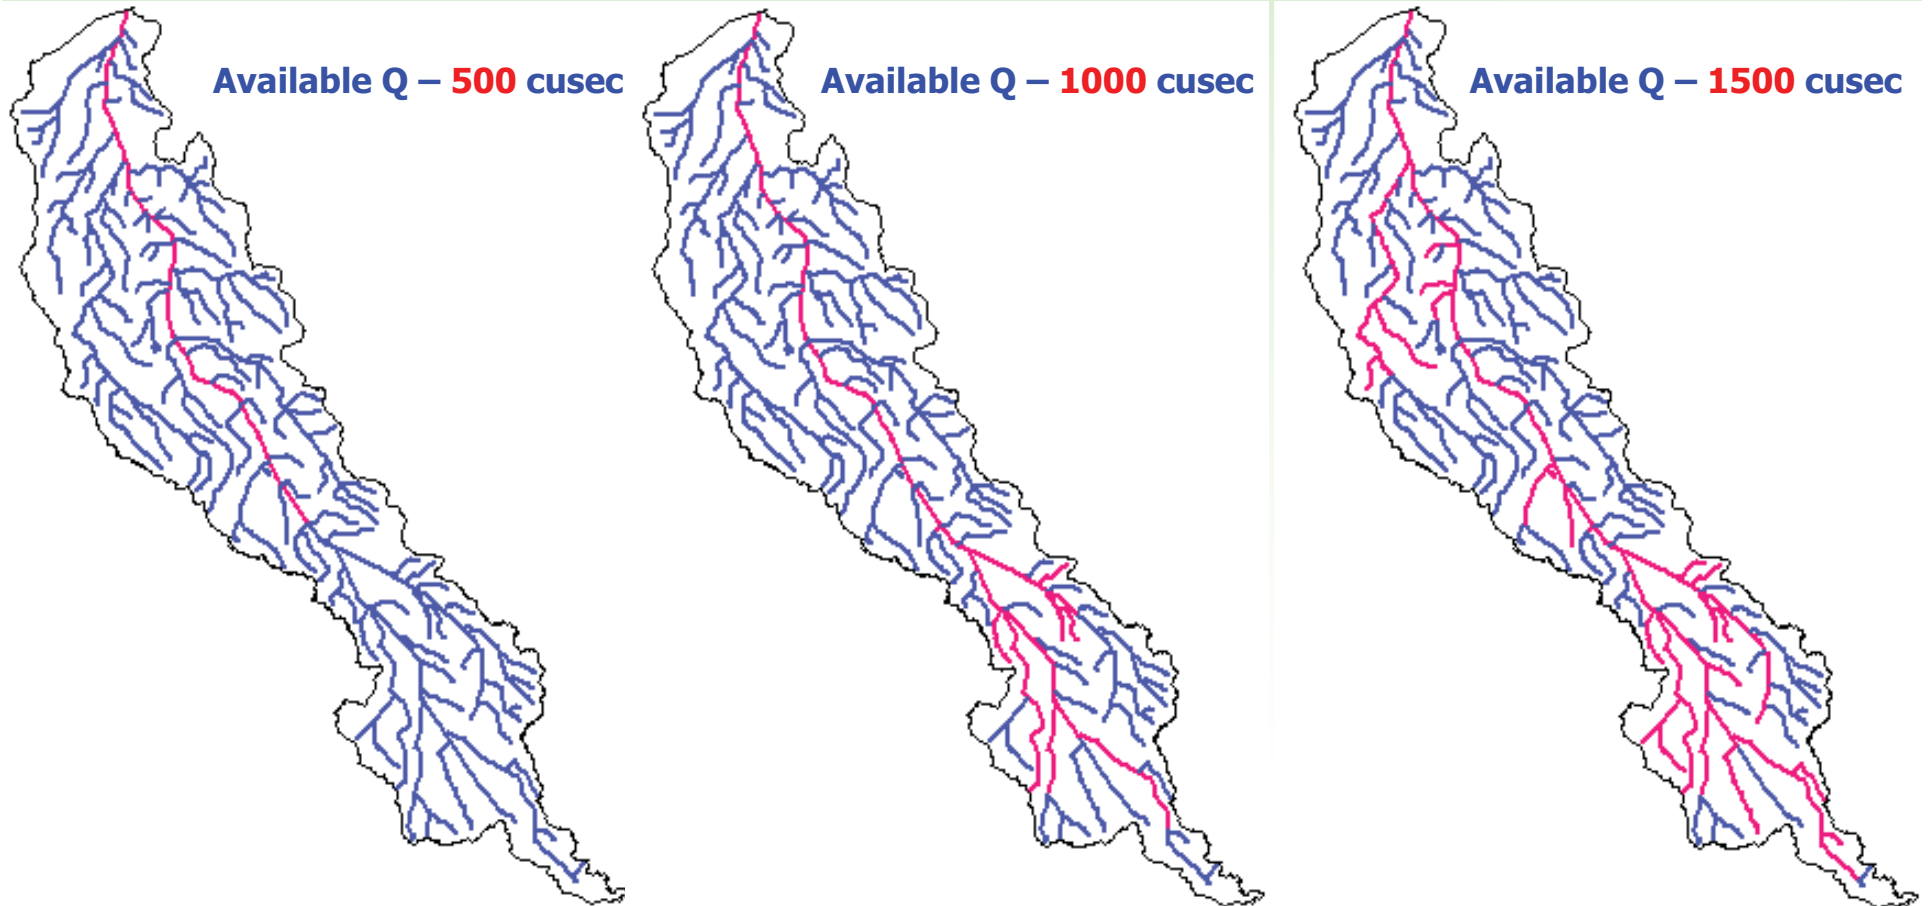 Available Q – 500 cusec
Available Q – 1000 cusec
Available Q – 1500 cusec